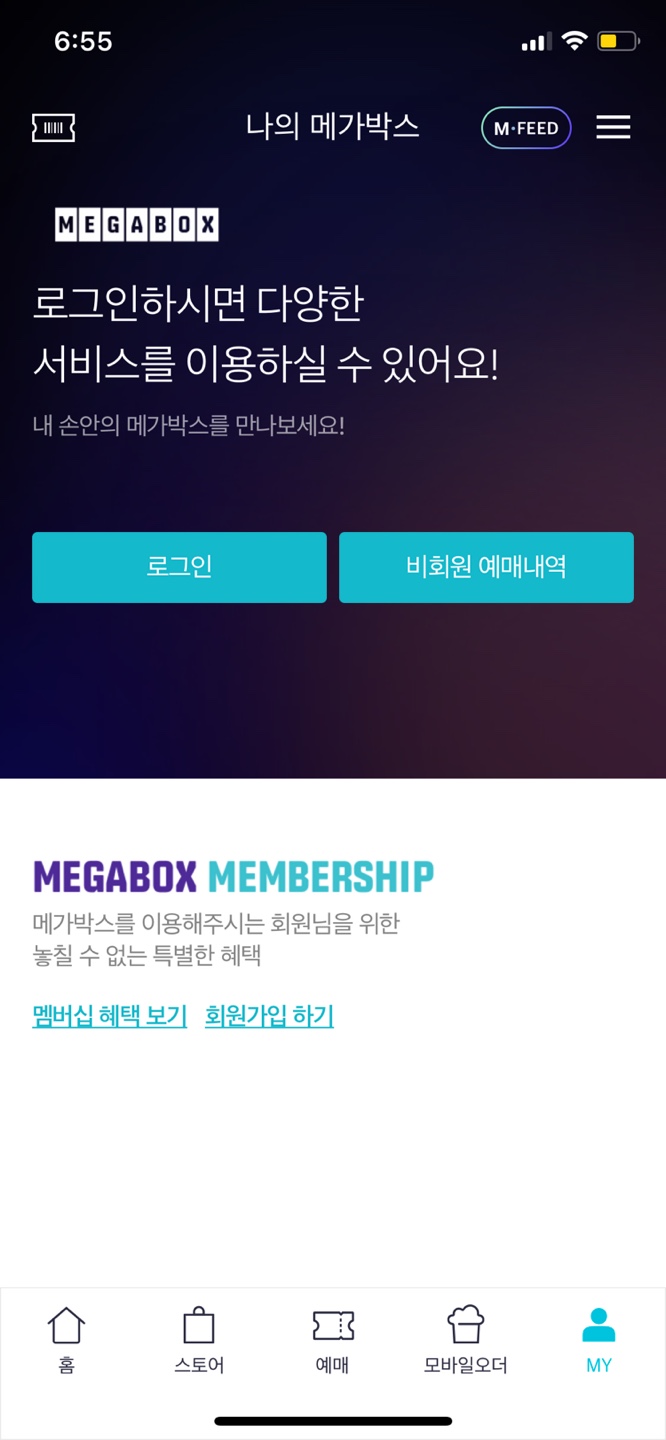 6:55
나의 메가박스
M·FEED
MEGABOX
로그인하시면 다양한
서비스를 이용하실 수 있어요!
내 손안의 메가박스를 만나보세요!
로그인
비회원 예매내역
MEGABOX MEMBERSHIP
메가박스를 이용해주시는 회원님을 위한
놓칠 수 없는 특별한 혜택
멤버십 혜택 보기 회원가입 하기
홈
스토어
예매
모바일오더
MY